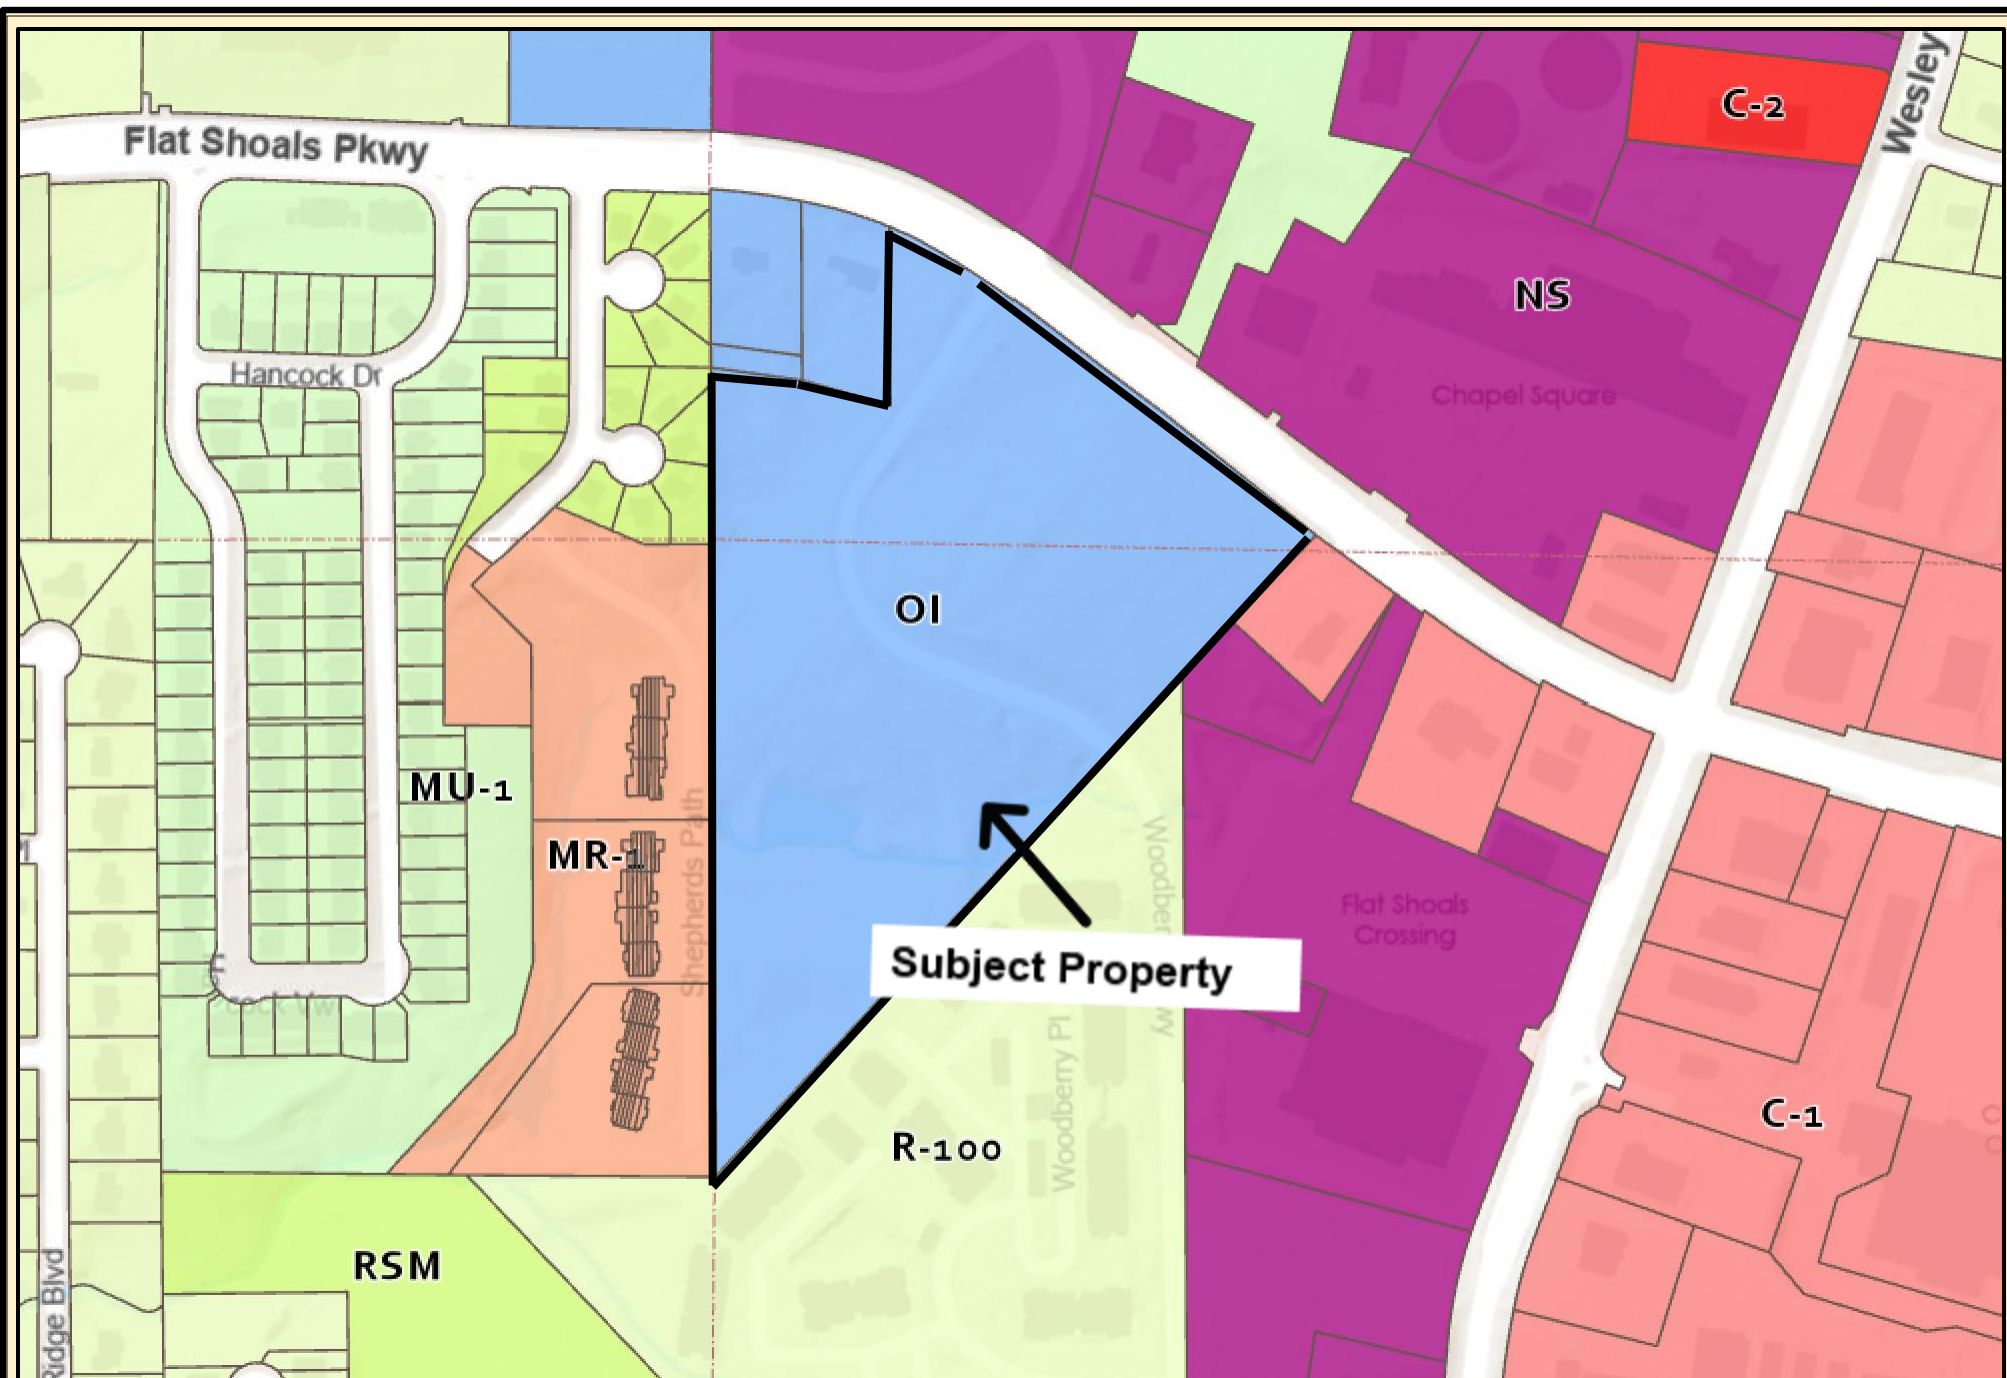 Flat Shoals Pkwy
Wesley
C-2
NS
Chapel Square
Hancock Dr
OI
MU-1
MR-1
Shepherds Path
Flat Shoals
Crossing
Subject Property
Woodberry Pl
R-100
C-1
RSM
Ridge Blvd